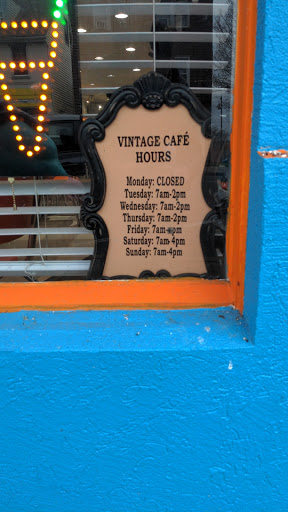 VINTAGE CAFÉ
HOURS
Monday: CLOSED
Tuesday: 7am-2pm
Wednesday: 7am-2pm
Thursday: 7am-2pm
Friday:
Saturday: 7am-4pm
Sunday: 7am-4pm